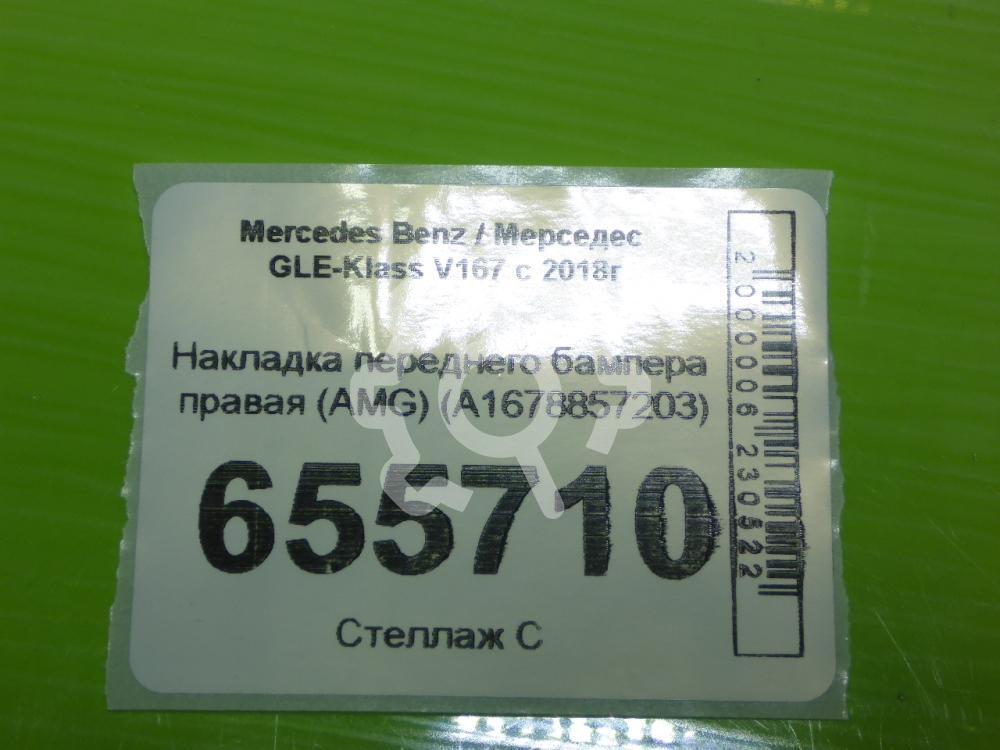 Mercedes Benz / Мерседес
GLE-Klass V167 с 2018г
Накладка переднего бампера
правая (AMG) (A1678857203)
655710
Стеллаж С
2000006230522